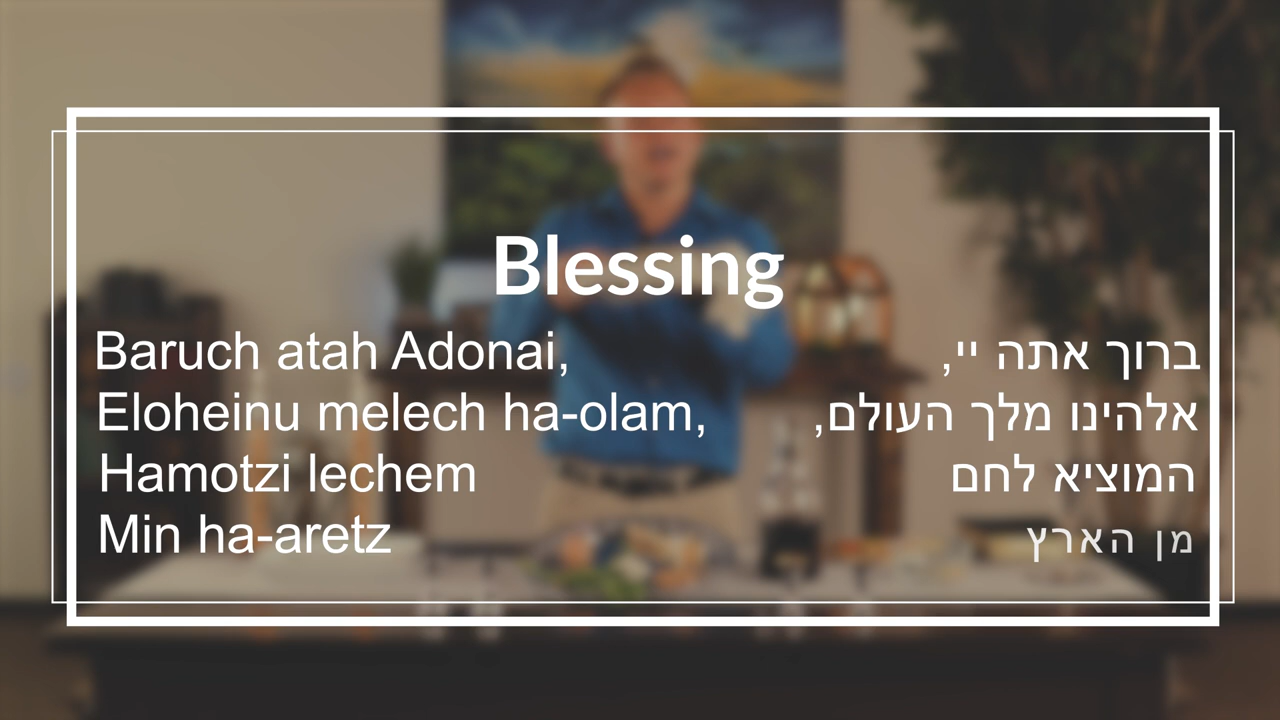 Blessing
Baruch atah Adonai,
ברוך אתה יי,
Eloheinu melech ha-olam,
אלהינו מלך העולם,
Hamotzi lechem
המוציא לחם
Min ha-aretz
מן הארץ